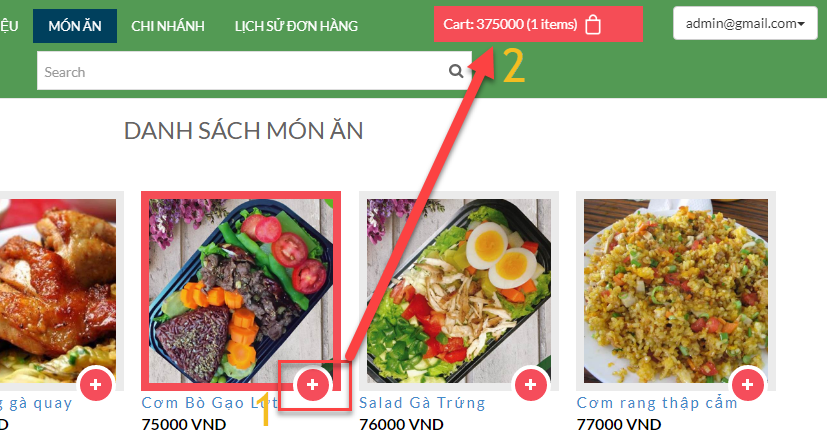 ỆU MÓN ĂN CHI NHÁNH LỊCH SỬ ĐƠN HÀNG Cart: 375000 (1 items) admin@gmail.com
Search
2
DANH SÁCH MÓN ĂN
g gà quay Cơm Bò Gạo Lứt Salad Gà Trứng Cơm rang thập cẩm
1
75000 VND 76000 VND 77000 VND